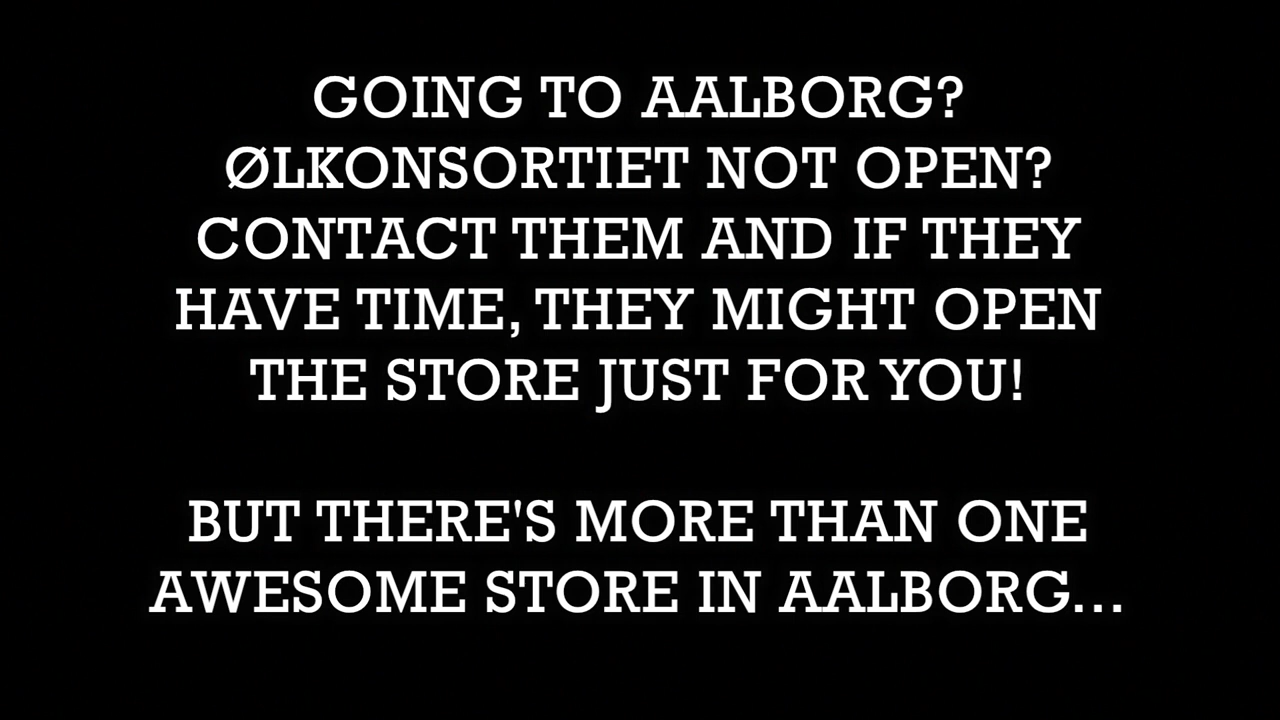 GOING TO AALBORG?
ØLKONSORTIET NOT OPEN?
CONTACT THEM AND IF THEY
HAVE TIME, THEY MIGHT OPEN
THE STORE JUST FOR YOU!
BUT THERE'S MORE THAN ONE
AWESOME STORE IN AALBORG...